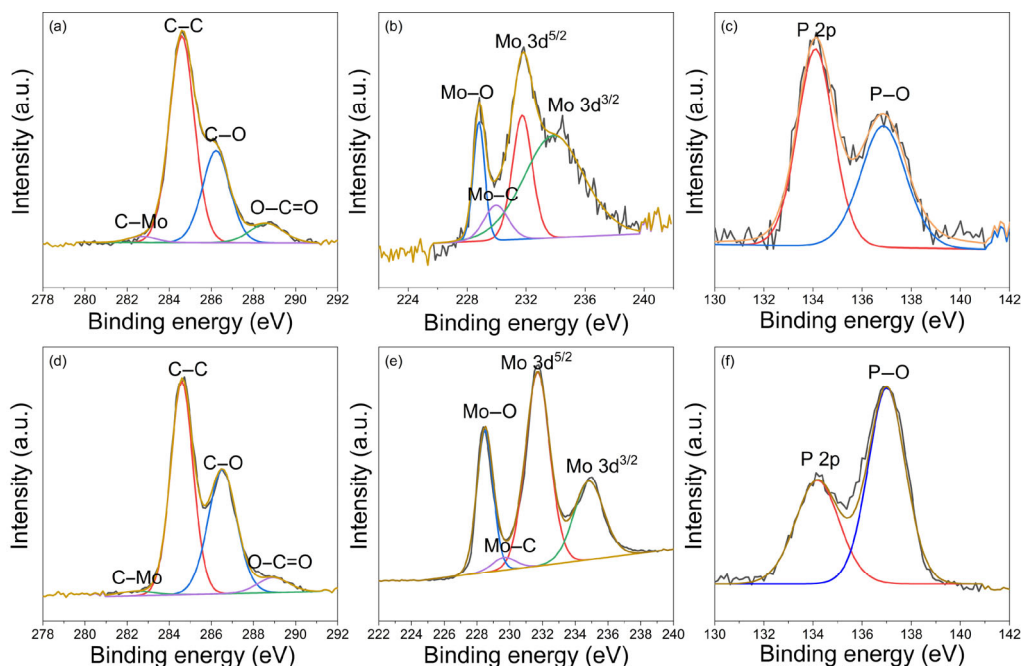 (a)
C–C
C–O
C–Mo
O–C=O
Intensity (a.u.)
278 280 282 284 286 288 290 292
Binding energy (eV)
(b)
Mo 3d5/2
Mo–O
Mo 3d3/2
Mo–C
Intensity (a.u.)
224 228 232 236 240
Binding energy (eV)
(c)
P 2p
P–O
Intensity (a.u.)
130 132 134 136 138 140 142
Binding energy (eV)
(d)
C–C
C–O
C–Mo
O–C=O
Intensity (a.u.)
278 280 282 284 286 288 290 292
Binding energy (eV)
(e)
Mo 3d5/2
Mo–O
Mo 3d3/2
Mo–C
Intensity (a.u.)
222 224 226 228 230 232 234 236 238 240
Binding energy (eV)
(f)
P–O
P 2p
Intensity (a.u.)
130 132 134 136 138 140 142
Binding energy (eV)